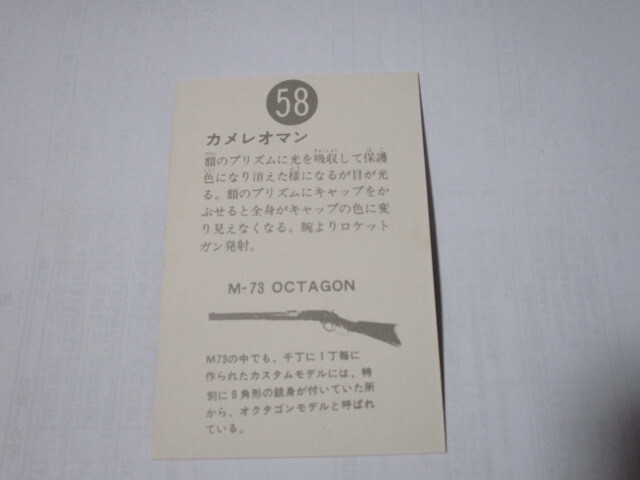 58
カメレオマン
額のプリズムに光を吸収して保護
色になり消えた様になるが目が光
る。額のプリズムにキャップをか
ぶせると全身がキャップの色に変
り見えなくなる。腕よりロケット
ガン発射。
M-73 OCTAGON
M73の中でも、千丁に1丁毎に
作られたカスタムモデルには、特
別に8角形の銃身が付いていた所
から、オクタゴンモデルと呼ばれ
ている。